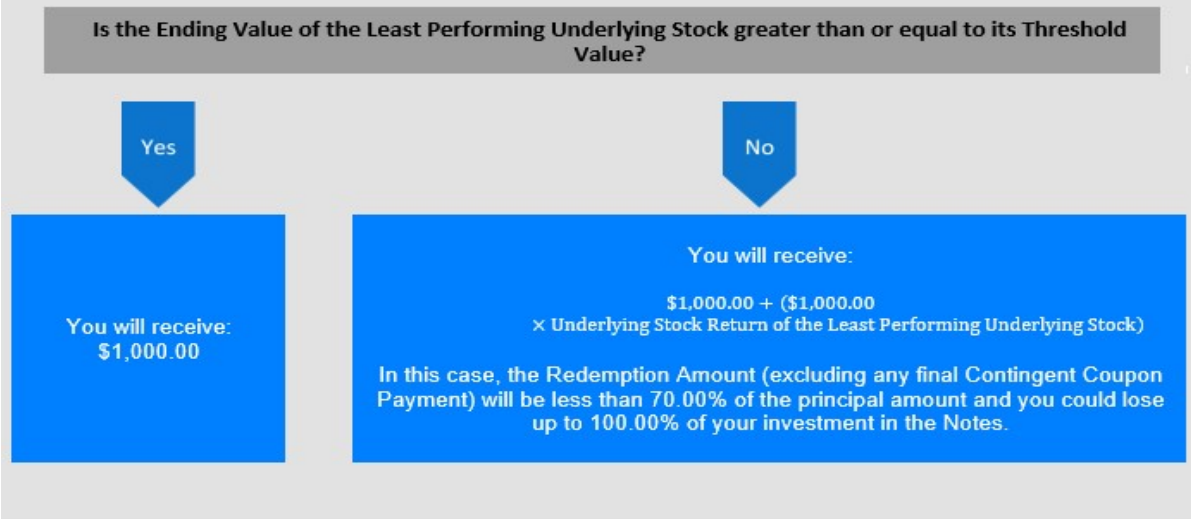 Is the Ending Value of the Least Performing Underlying Stock greater than or equal to its Threshold
Value?
Yes
No
You will receive:
$1,000.00
You will receive:
$1,000.00 + ($1,000.00
× Underlying Stock Return of the Least Performing Underlying Stock)
In this case, the Redemption Amount (excluding any final Contingent Coupon
Payment) will be less than 70.00% of the principal amount and you could lose
up to 100.00% of your investment in the Notes.